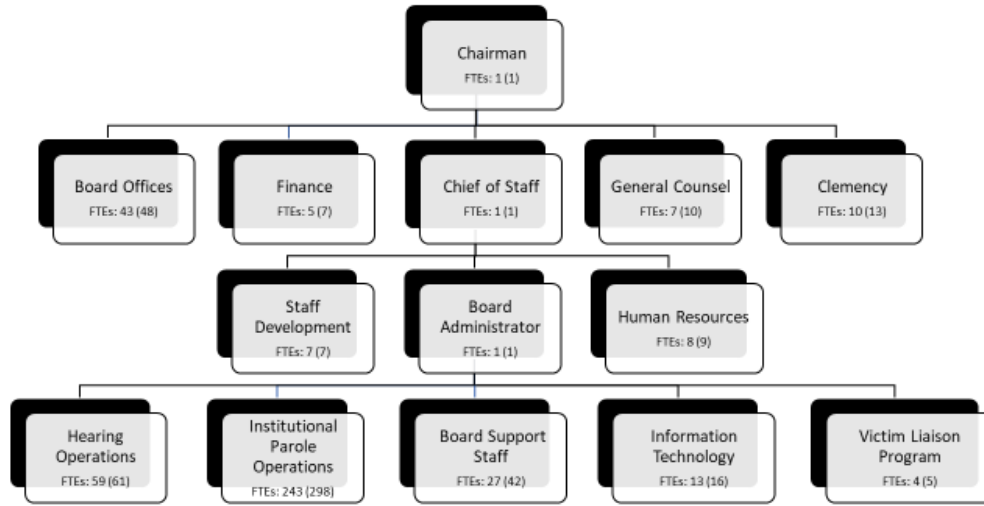 Chairman
FTEs: 1 (1)
Board Offices
FTEs: 43 (48)
Finance
FTEs: 5 (7)
Chief of Staff
FTEs: 1 (1)
General Counsel
FTEs: 7 (10)
Clemency
FTEs: 10 (13)
Staff
Development
FTEs: 7 (7)
Board
Administrator
FTEs: 1 (1)
Human Resources
FTEs: 8 (9)
Hearing
Operations
FTEs: 59 (61)
Institutional
Parole
Operations
FTEs: 243 (298)
Board Support
Staff
FTEs: 27 (42)
Information
Technology
FTEs: 13 (16)
Victim Liaison
Program
FTEs: 4 (5)